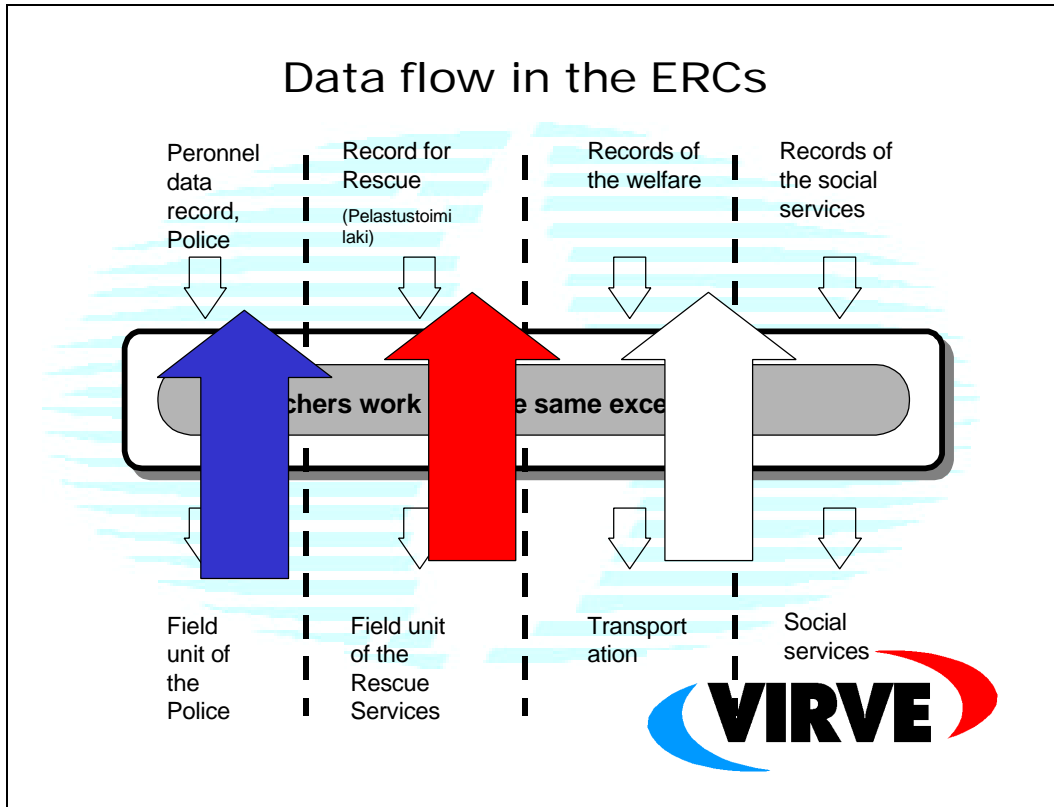 Data flow in the ERCs
Peronnel
data
record,
Police
Record for
Rescue
(Pelastustoimi
laki)
Records of
the welfare
Records of
the social
services
chers work e same exce
Field
unit of
the
Police
Field unit
of the
Rescue
Services
Transport
ation
Social
services
VIRVE